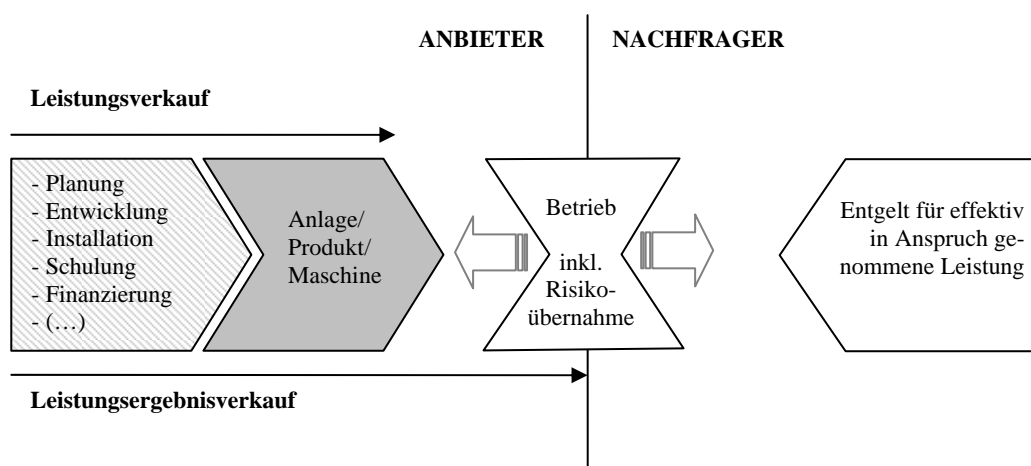 ANBIETER
NACHFRAGER
Leistungsverkauf
- Planung
- Entwicklung
- Installation
- Schulung
- Finanzierung
- (…)
Anlage/
Produkt/
Maschine
Betrieb
inkl.
Risiko-
übernahme
Entgelt für effektiv
in Anspruch ge-
nommene Leistung
Leistungsergebnisverkauf